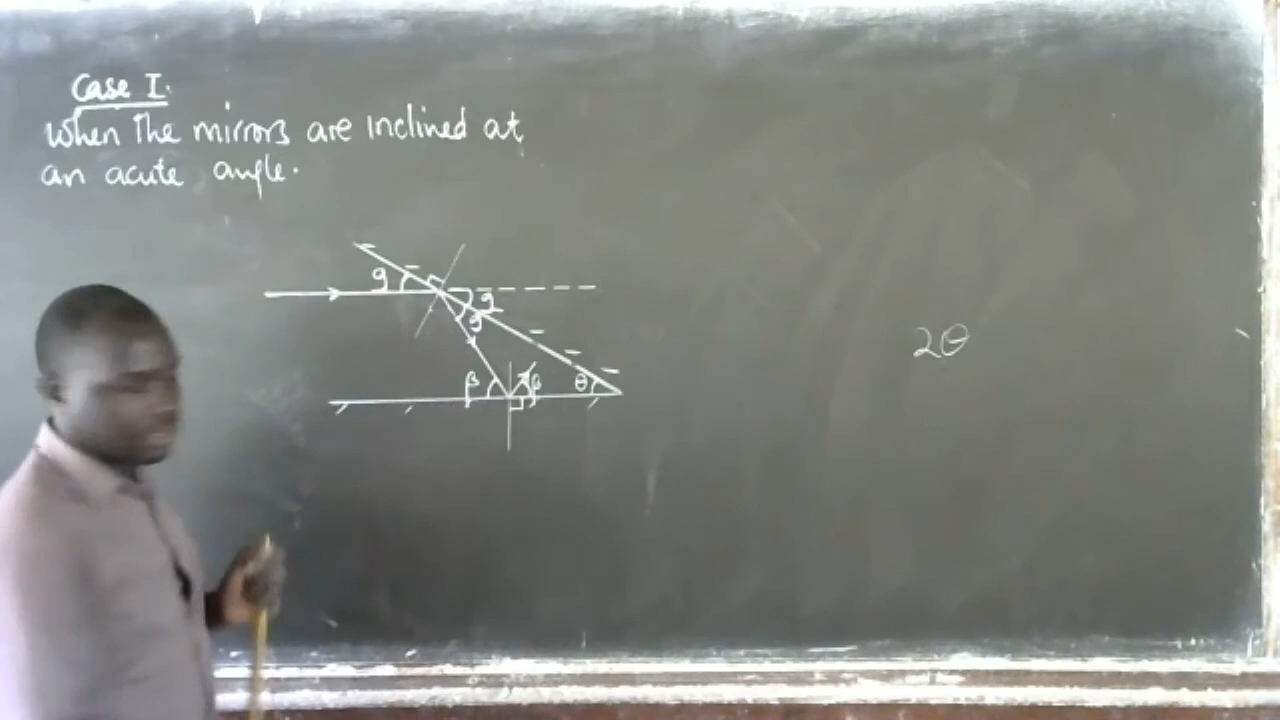 Case I.
When the mirrors are inclined at
an acute angle.
g
g
g
β
β
θ
2θ